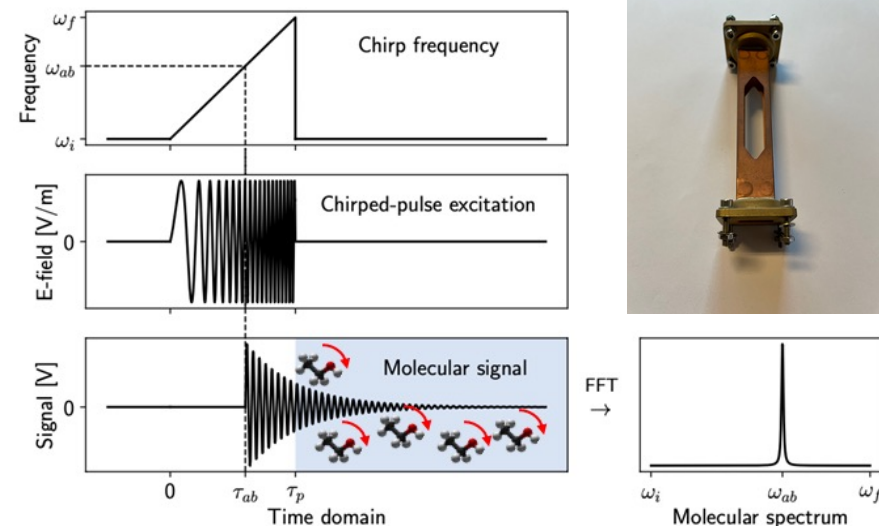 ω_f
Chirp frequency
ω_ab
Frequency
ω_i
Chirped-pulse excitation
E-field [V/m]
0
Molecular signal
Signal [V]
0
0
τ_ab
τ_p
Time domain
FFT
→
ω_i
ω_ab
ω_f
Molecular spectrum